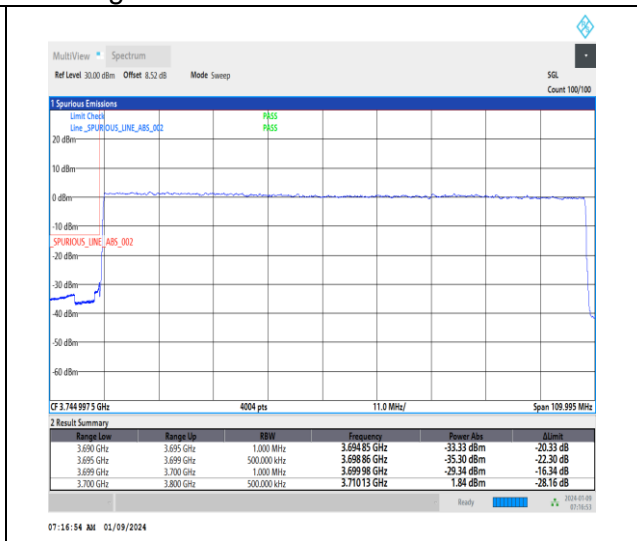 MultiView Spectrum
Ref Level 30.00 dBm Offset 8.52 dB Mode Sweep SGL
Count 100/100
1 Spurious Emissions
Limit Check PASS
Line _SPURIOUS_LINE_ABS_002 PASS
20 dBm
10 dBm
0 dBm
-10 dBm
_SPURIOUS_LINE_ABS_002
-20 dBm
-30 dBm
-40 dBm
-50 dBm
-60 dBm
CF 3.744 997 5 GHz 4004 pts 11.0 MHz/ Span 109.995 MHz
2 Result Summary
Range Low Range Up RBW Frequency Power Abs ΔLimit
3.690 GHz 3.695 GHz 1.000 MHz 3.694 85 GHz -33.33 dBm -20.33 dB
3.695 GHz 3.699 GHz 500.000 kHz 3.698 86 GHz -35.30 dBm -22.30 dB
3.699 GHz 3.700 GHz 1.000 MHz 3.699 98 GHz -29.34 dBm -16.34 dB
3.700 GHz 3.800 GHz 500.000 kHz 3.710 13 GHz 1.84 dBm -28.16 dB
Ready 2024-01-09
07:16:53
07:16:54 AM 01/09/2024